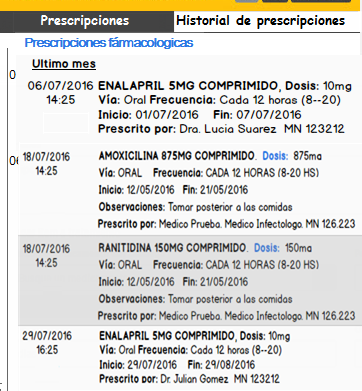 Prescripciones Historial de prescripciones
Prescripciones fármacologicas
Ultimo mes
06/07/2016 ENALAPRIL 5MG COMPRIMIDO, Dosis: 10mg
14:25 Vía: Oral Frecuencia: Cada 12 horas (8--20)
Inicio: 01/07/2016 Fin: 07/07/2016
Prescrito por: Dra. Lucia Suarez MN 123212
18/07/2016 AMOXICILINA 875MG COMPRIMIDO. Dosis: 875mg
14:25 Vía: ORAL Frecuencia: CADA 12 HORAS (8-20 HS)
Inicio: 12/05/2016 Fin: 21/05/2016
Observaciones: Tomar posterior a las comidas
Prescrito por: Medico Prueba. Medico Infectologo. MN 126.223
18/07/2016 RANITIDINA 150MG COMPRIMIDO. Dosis: 150mg
14:25 Vía: ORAL Frecuencia: CADA 12 HORAS (8-20 HS)
Inicio: 12/05/2016 Fin: 21/05/2016
Observaciones: Tomar posterior a las comidas
Prescrito por: Medico Prueba. Medico Infectologo. MN 126.223
29/07/2016 ENALAPRIL 5MG COMPRIMIDO, Dosis: 10mg
16:25 Vía: Oral Frecuencia: Cada 12 horas (8--20)
Inicio: 29/07/2016 Fin: 29/08/2016
Prescrito por: Dr. Julian Gomez MN 123212